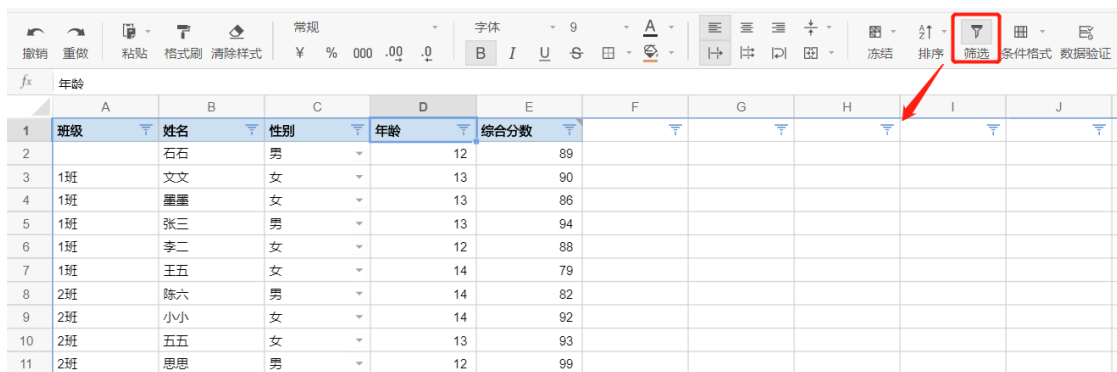 常规 字体 9 A
撤销 重做 粘贴 格式刷 清除样式 ¥ % 000 .00 .0 B I U S 冻结 排序 筛选 条件格式 数据验证
fx 年龄
A B C D E F G H I J
1 班级 姓名 性别 年龄 综合分数
2 石石 男 12 89
3 1班 文文 女 13 90
4 1班 墨墨 女 13 86
5 1班 张三 男 13 94
6 1班 李二 女 12 88
7 1班 王五 女 14 79
8 2班 陈六 男 14 82
9 2班 小小 女 14 92
10 2班 五五 女 13 93
11 2班 思思 男 12 99